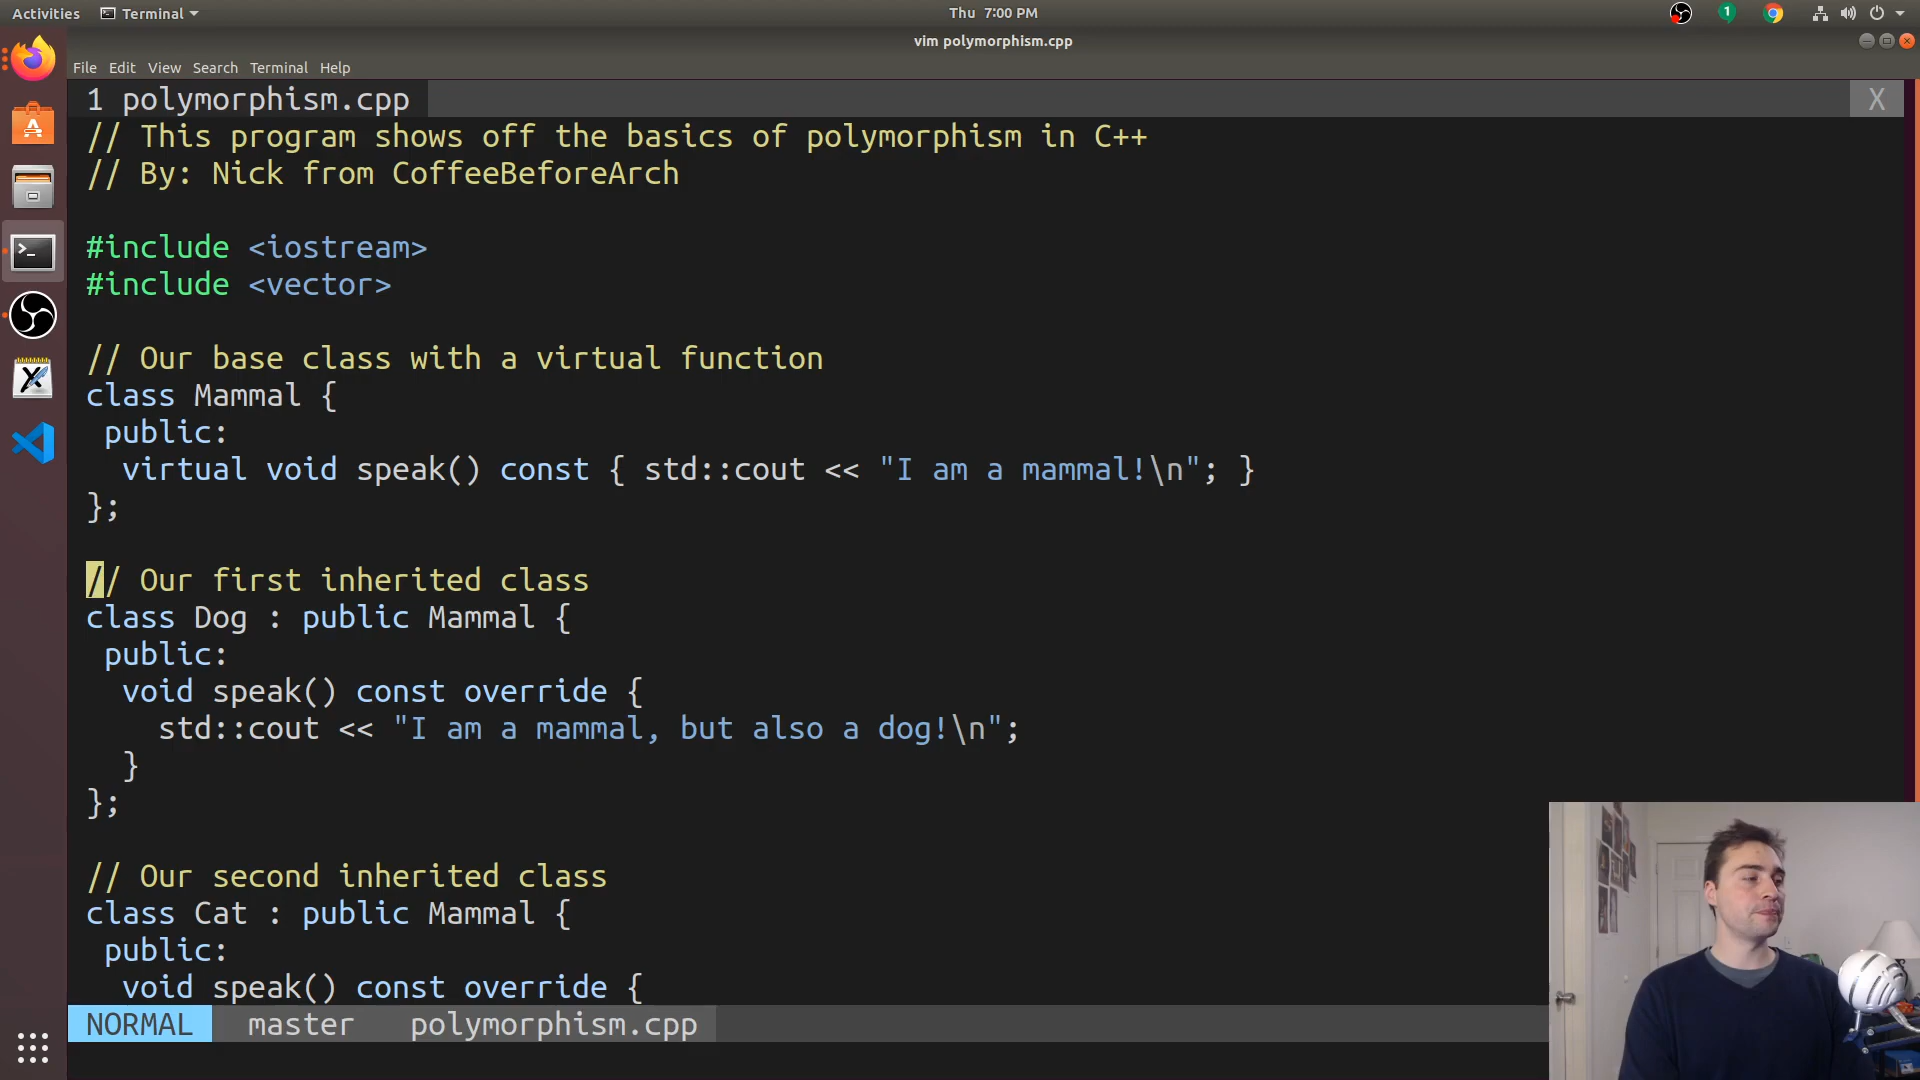 Activities
Terminal
Thu 7:00 PM
1
vim polymorphism.cpp
File Edit View Search Terminal Help
1 polymorphism.cpp
X
// This program shows off the basics of polymorphism in C++
// By: Nick from CoffeeBeforeArch
#include <iostream>
#include <vector>
// Our base class with a virtual function
class Mammal {
 public:
  virtual void speak() const { std::cout << "I am a mammal!\n"; }
};
// Our first inherited class
class Dog : public Mammal {
 public:
  void speak() const override {
    std::cout << "I am a mammal, but also a dog!\n";
  }
};
// Our second inherited class
class Cat : public Mammal {
 public:
  void speak() const override {
NORMAL master polymorphism.cpp